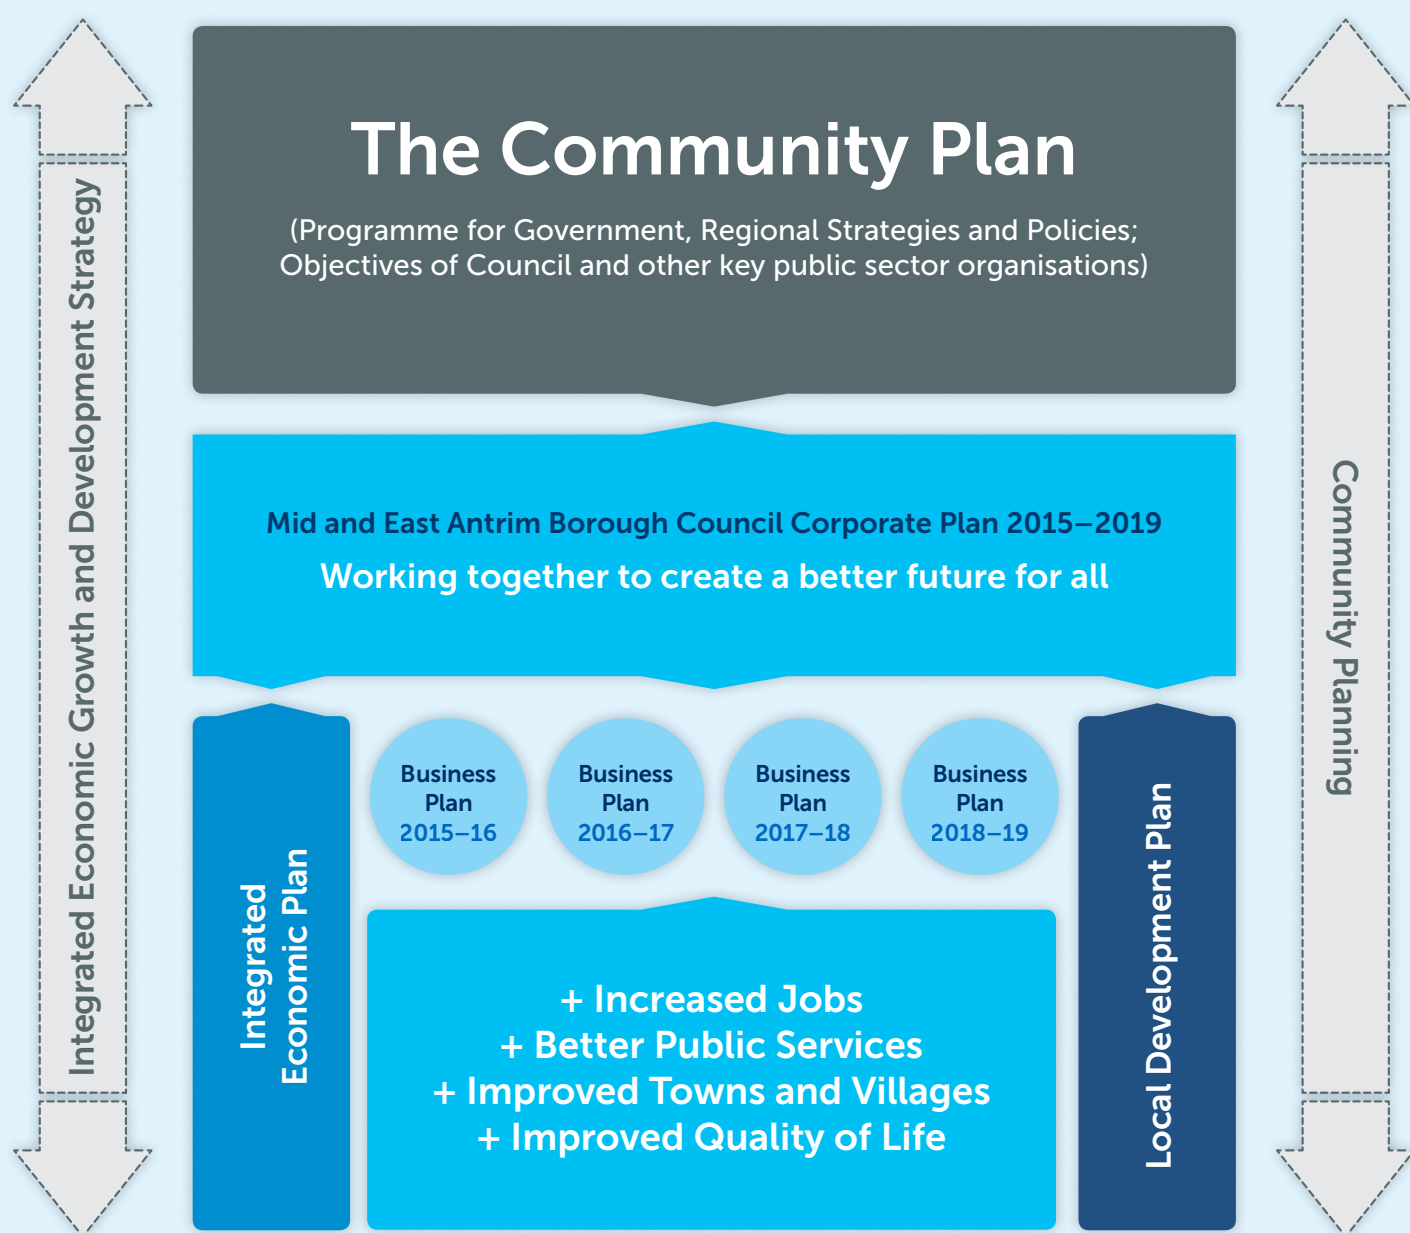 The Community Plan
(Programme for Government, Regional Strategies and Policies;
Objectives of Council and other key public sector organisations)
Integrated Economic Growth and Development Strategy
Community Planning
Mid and East Antrim Borough Council Corporate Plan 2015–2019
Working together to create a better future for all
Integrated
Economic Plan
Business
Plan
2015–16
Business
Plan
2016–17
Business
Plan
2017–18
Business
Plan
2018–19
Local Development Plan
+ Increased Jobs
+ Better Public Services
+ Improved Towns and Villages
+ Improved Quality of Life